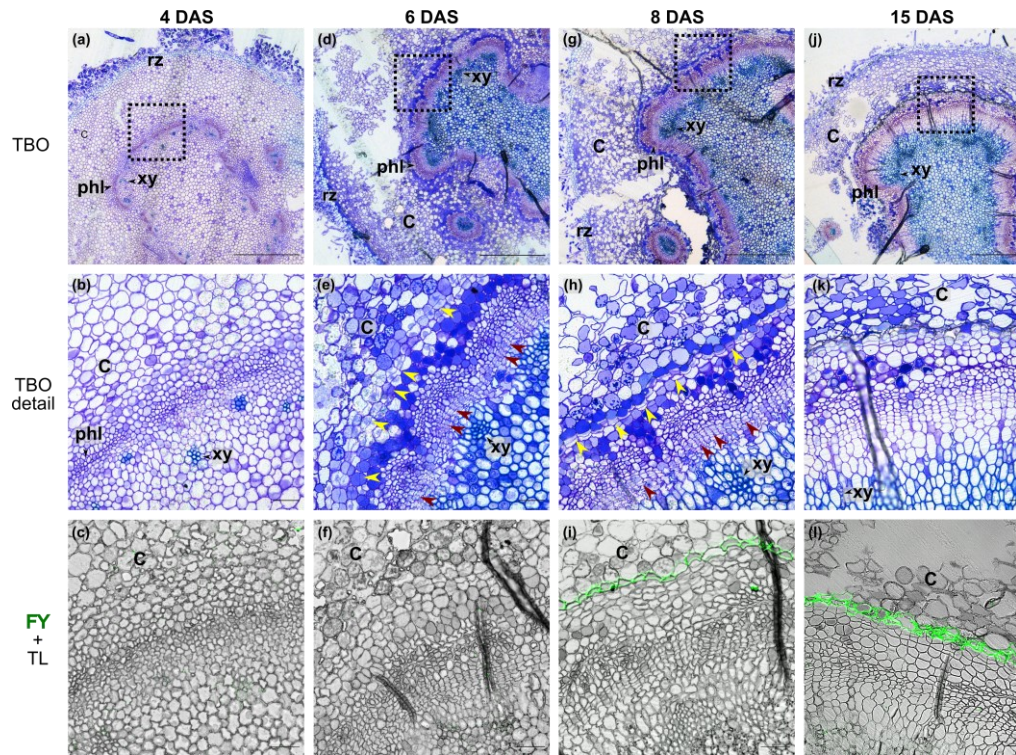 4 DAS 6 DAS 8 DAS 15 DAS
TBO
(a) rz C phl xy
(d) xy phl rz C
(g) C xy phl rz
(j) rz C phl xy
TBO
detail
(b) C phl xy
(e) C xy
(h) C xy
(k) C xy
FY
+
TL
(c) C
(f) C
(i) C
(l) C